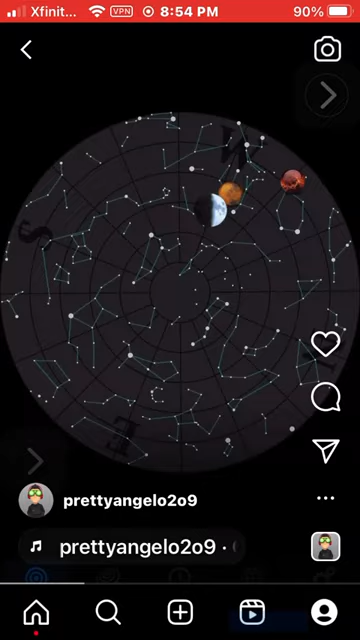 Xfinit... VPN 8:54 PM 90%
W
S
E
prettyangelo2o9
prettyangelo2o9 ·